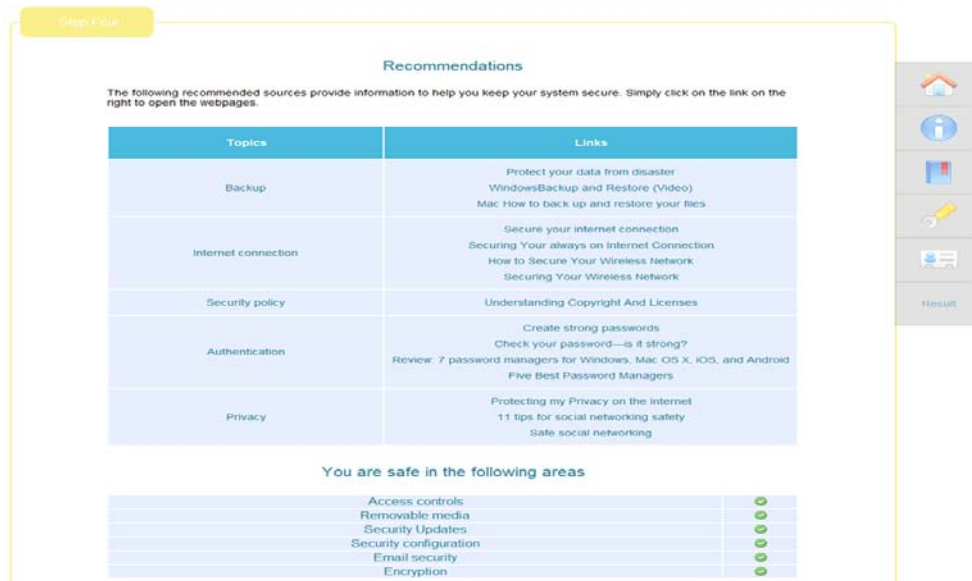 Step Four
Recommendations
The following recommended sources provide information to help you keep your system secure. Simply click on the link on the
right to open the webpages.
Topics
Links
Backup
Protect your data from disaster
WindowsBackup and Restore (Video)
Mac How to back up and restore your files
Internet connection
Secure your internet connection
Securing Your always on Internet Connection
How to Secure Your Wireless Network
Securing Your Wireless Network
Security policy
Understanding Copyright And Licenses
Authentication
Create strong passwords
Check your password—is it strong?
Review: 7 password managers for Windows, Mac OS X, iOS, and Android
Five Best Password Managers
Privacy
Protecting my Privacy on the Internet
11 tips for social networking safety
Safe social networking
You are safe in the following areas
Access controls
Removable media
Security Updates
Security configuration
Email security
Encryption
Result